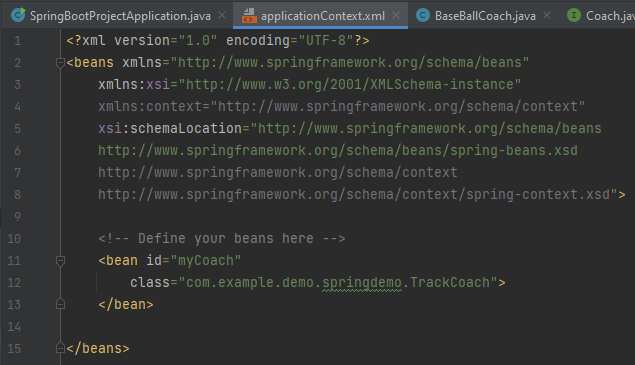 SpringBootProjectApplication.java applicationContext.xml BaseBallCoach.java Coach.jav
1 <?xml version="1.0" encoding="UTF-8"?>
2 <beans xmlns="http://www.springframework.org/schema/beans"
3 xmlns:xsi="http://www.w3.org/2001/XMLSchema-instance"
4 xmlns:context="http://www.springframework.org/schema/context"
5 xsi:schemaLocation="http://www.springframework.org/schema/beans
6 http://www.springframework.org/schema/beans/spring-beans.xsd
7 http://www.springframework.org/schema/context
8 http://www.springframework.org/schema/context/spring-context.xsd">
9
10 <!-- Define your beans here -->
11 <bean id="myCoach"
12 class="com.example.demo.springdemo.TrackCoach">
13 </bean>
14
15 </beans>